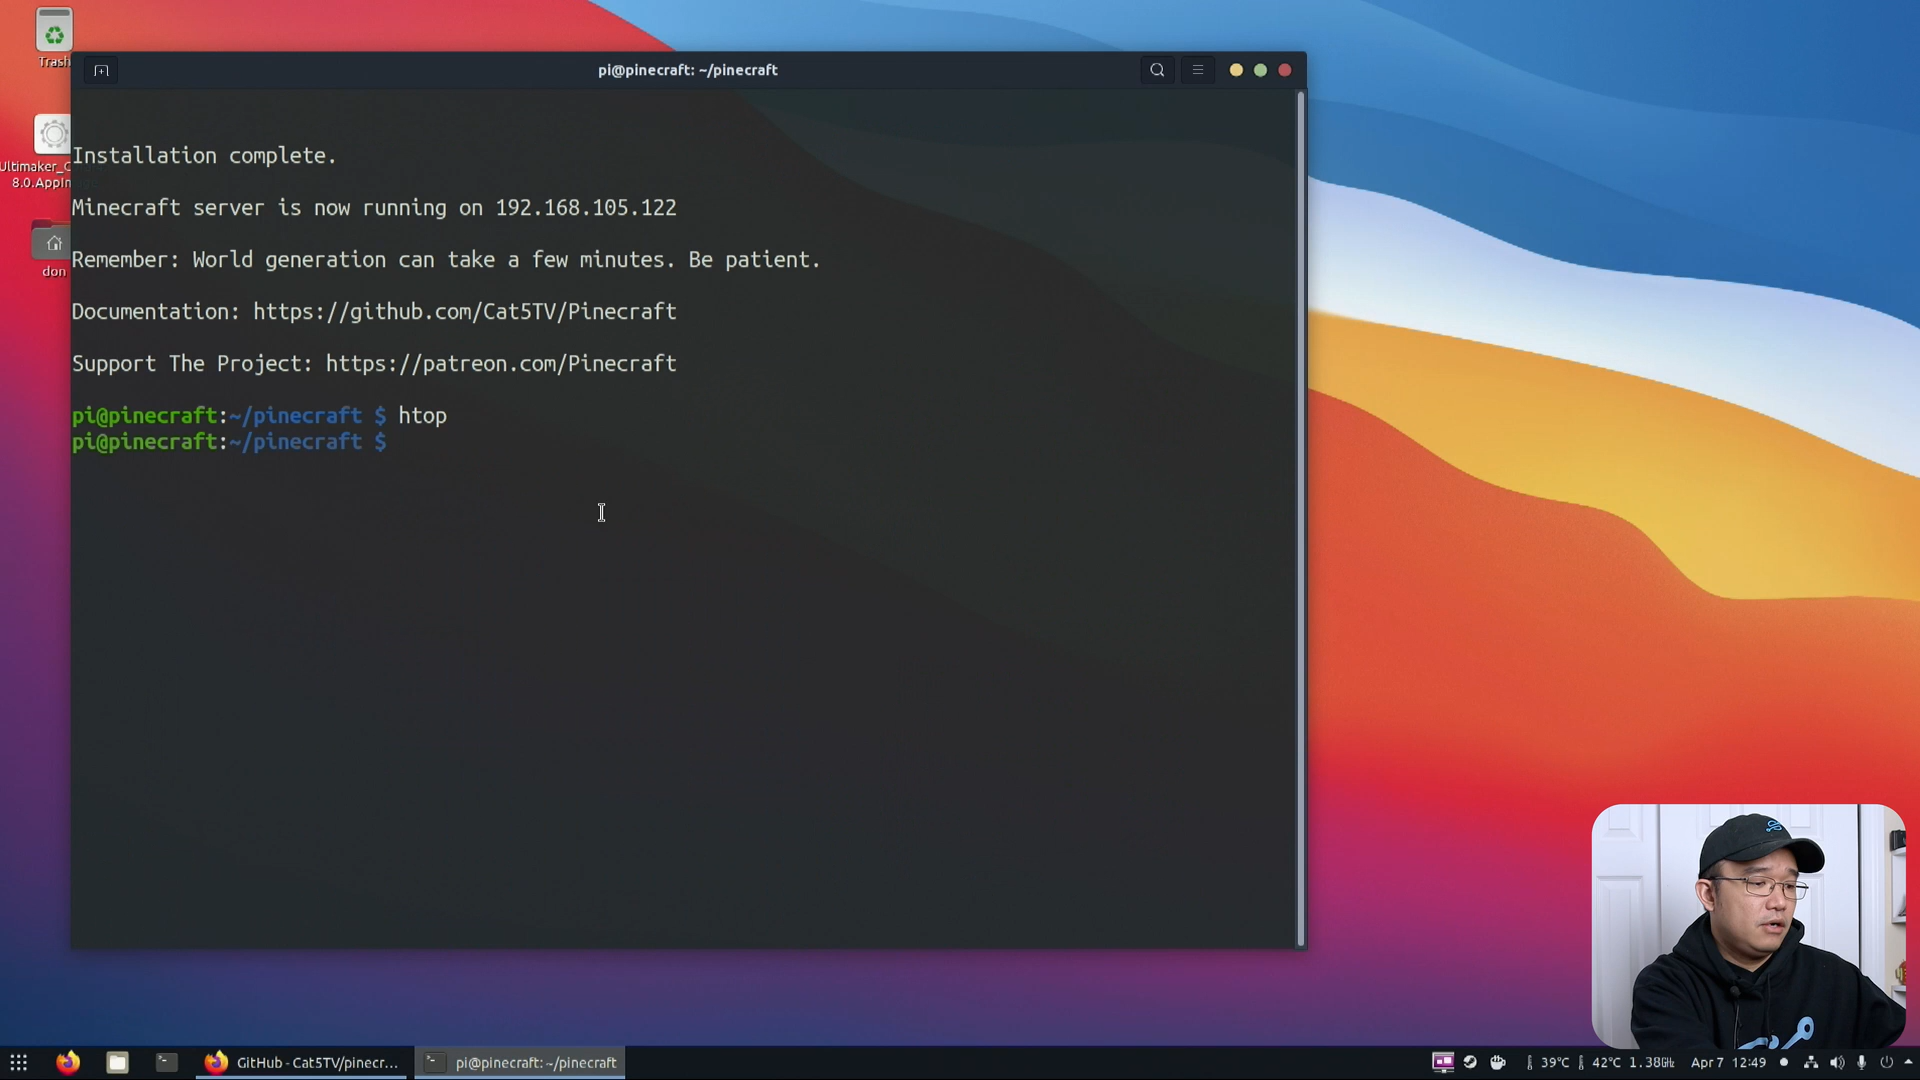 Trash
pi@pinecraft: ~/pinecraft
Installation complete.
Ultimaker_C
8.0.AppIm
Minecraft server is now running on 192.168.105.122
Remember: World generation can take a few minutes. Be patient.
don
Documentation: https://github.com/Cat5TV/Pinecraft
Support The Project: https://patreon.com/Pinecraft
pi@pinecraft:~/pinecraft $ htop
pi@pinecraft:~/pinecraft $
GitHub - Cat5TV/pinecr...
pi@pinecraft: ~/pinecraft
39°C 42°C 1.38GHz Apr 7 12:49